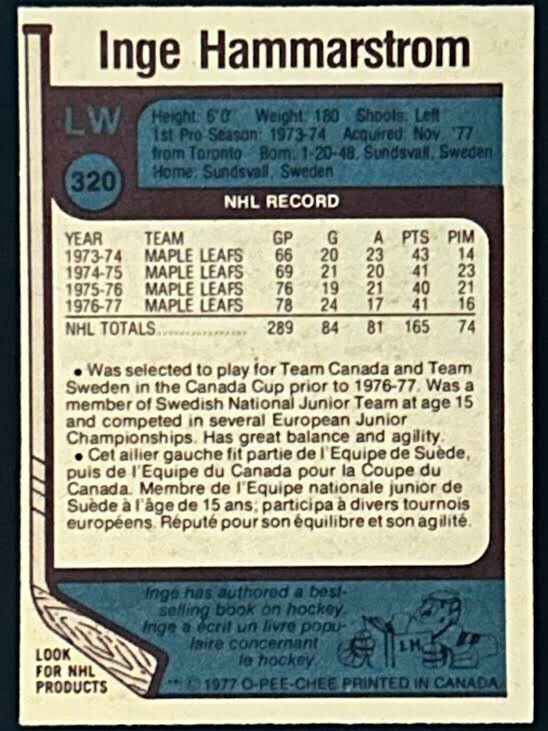 Inge Hammarstrom
LW
320
Height: 6'0" Weight: 180 Shoots: Left
1st Pro Season: 1973-74 Acquired: Nov. '77
from Toronto Born: 1-20-48, Sundsvall, Sweden
Home: Sundsvall, Sweden
NHL RECORD
YEAR TEAM GP G A PTS PIM
1973-74 MAPLE LEAFS 66 20 23 43 14
1974-75 MAPLE LEAFS 69 21 20 41 23
1975-76 MAPLE LEAFS 76 19 21 40 21
1976-77 MAPLE LEAFS 78 24 17 41 16
NHL TOTALS.............. 289 84 81 165 74
• Was selected to play for Team Canada and Team
Sweden in the Canada Cup prior to 1976-77. Was a
member of Swedish National Junior Team at age 15
and competed in several European Junior
Championships. Has great balance and agility.
• Cet ailier gauche fit partie de l'Equipe de Suède,
puis de l'Equipe du Canada pour la Coupe du
Canada. Membre de l'Equipe nationale junior de
Suède à l'âge de 15 ans; participa à divers tournois
européens. Réputé pour son équilibre et son agilité.
Inge has authored a best-
selling book on hockey.
Inge a écrit un livre popu-
laire concernant
le hockey.
I.H.
LOOK
FOR NHL
PRODUCTS
** © 1977 O-PEE-CHEE PRINTED IN CANADA